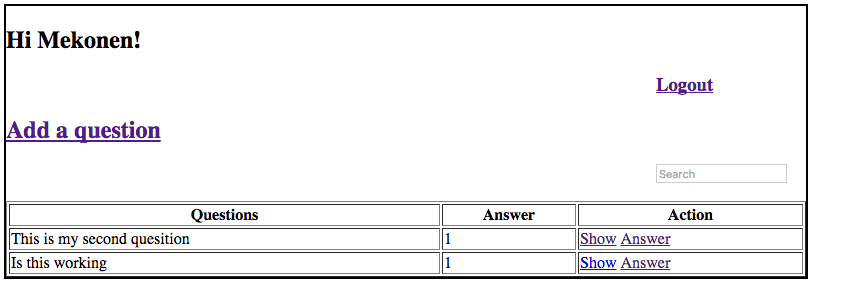 Hi Mekonen!
Logout
Add a question
Search
Questions Answer Action
This is my second quesition 1 Show Answer
Is this working 1 Show Answer